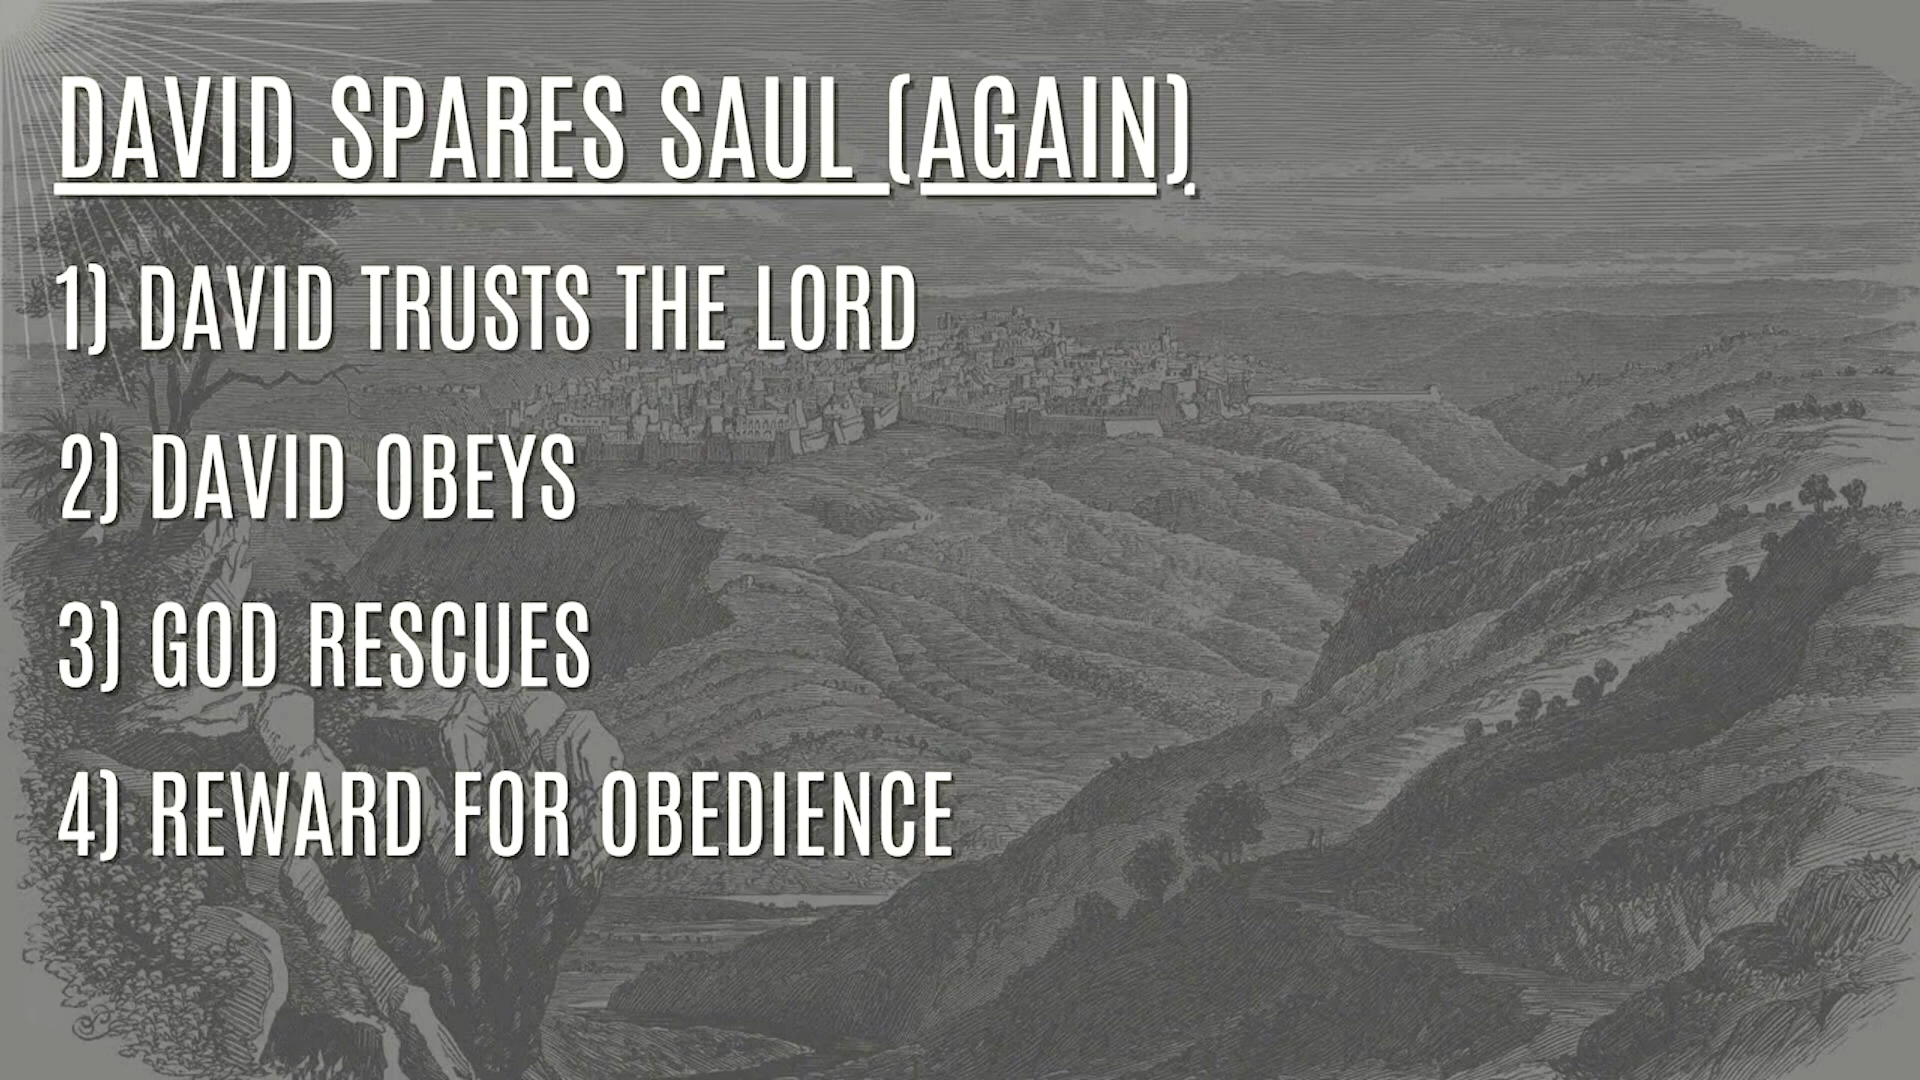 DAVID SPARES SAUL (AGAIN)
1) DAVID TRUSTS THE LORD
2) DAVID OBEYS
3) GOD RESCUES
4) REWARD FOR OBEDIENCE